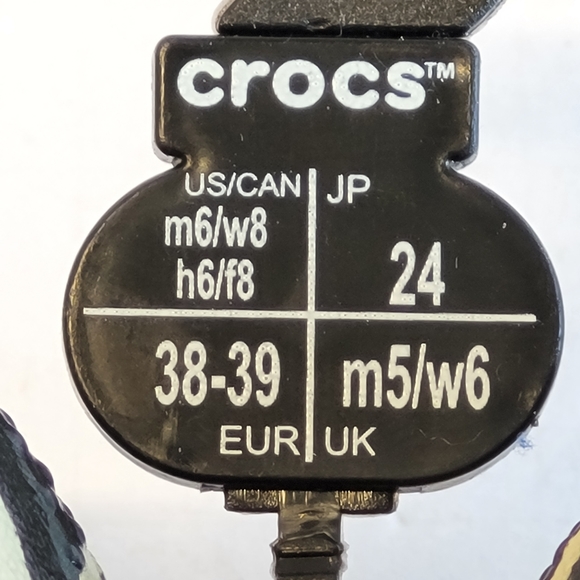 crocs™
US/CAN
m6/w8
h6/f8
JP
24
38-39
EUR
m5/w6
UK